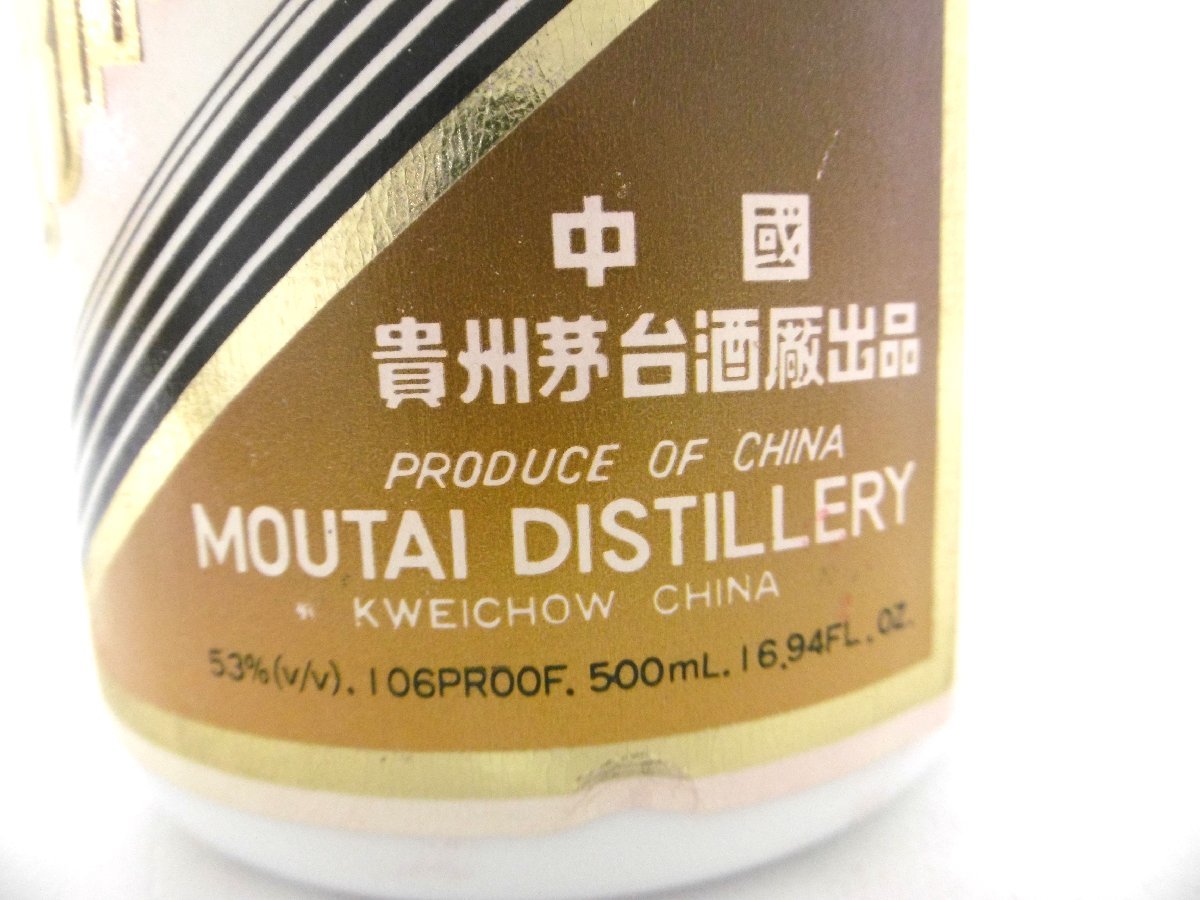 中國
貴州茅台酒廠出品
PRODUCE OF CHINA
MOUTAI DISTILLERY
KWEICHOW CHINA
53%(v/v). 106PROOF. 500mL. 16.94FL.OZ.